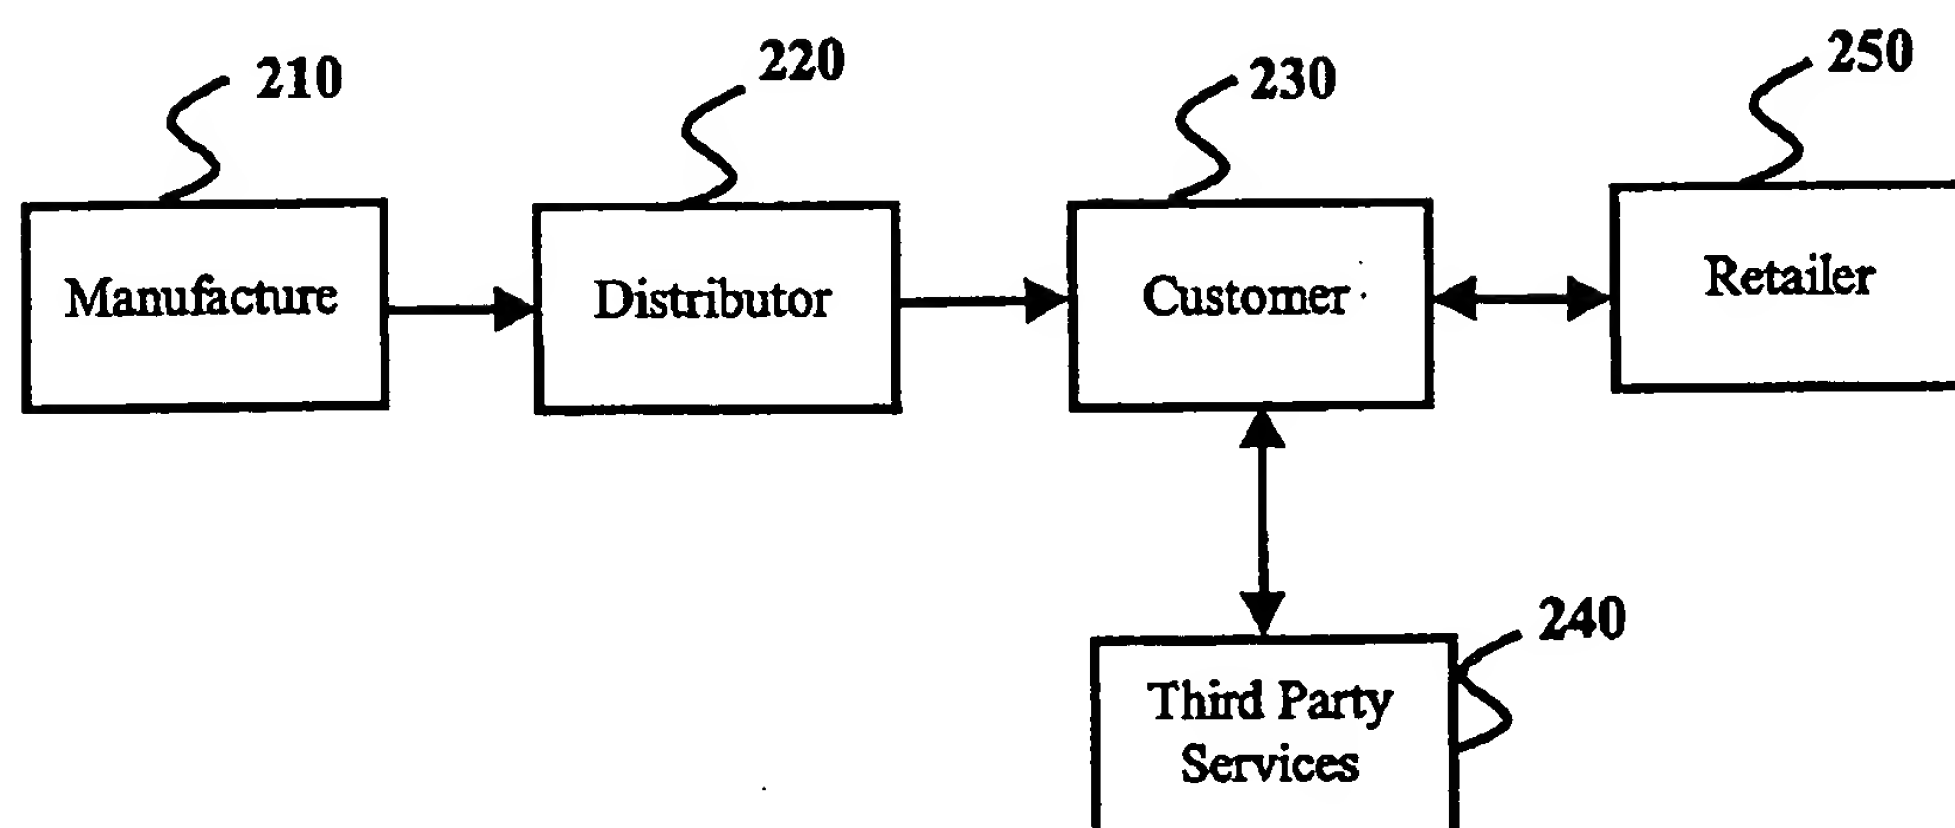 210
220
230
250
Manufacture
Distributor
Customer
Retailer
240
Third Party
Services